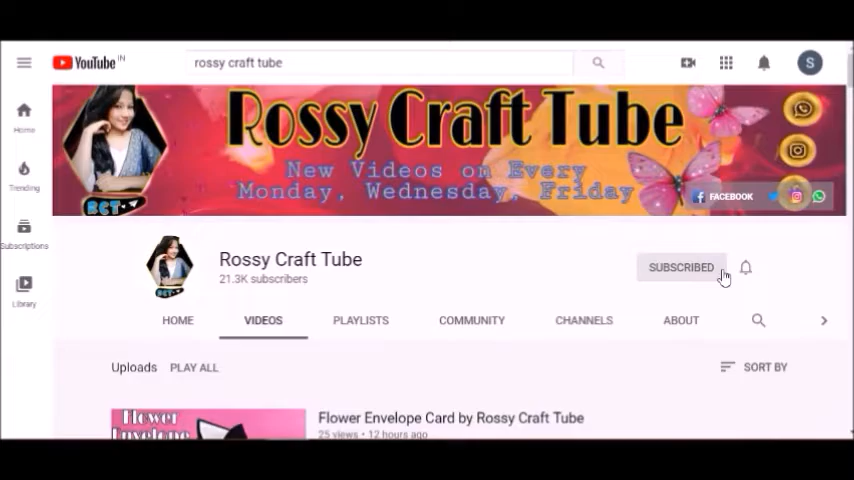 YouTube IN
rossy craft tube
S
Rossy Craft Tube
New Videos on Every
Monday, Wednesday, Friday
RCT
FACEBOOK
Home
Trending
Subscriptions
Library
Rossy Craft Tube
21.3K subscribers
SUBSCRIBED
HOME VIDEOS PLAYLISTS COMMUNITY CHANNELS ABOUT
Uploads PLAY ALL
SORT BY
Flower
Envelope
Flower Envelope Card by Rossy Craft Tube
25 views • 12 hours ago